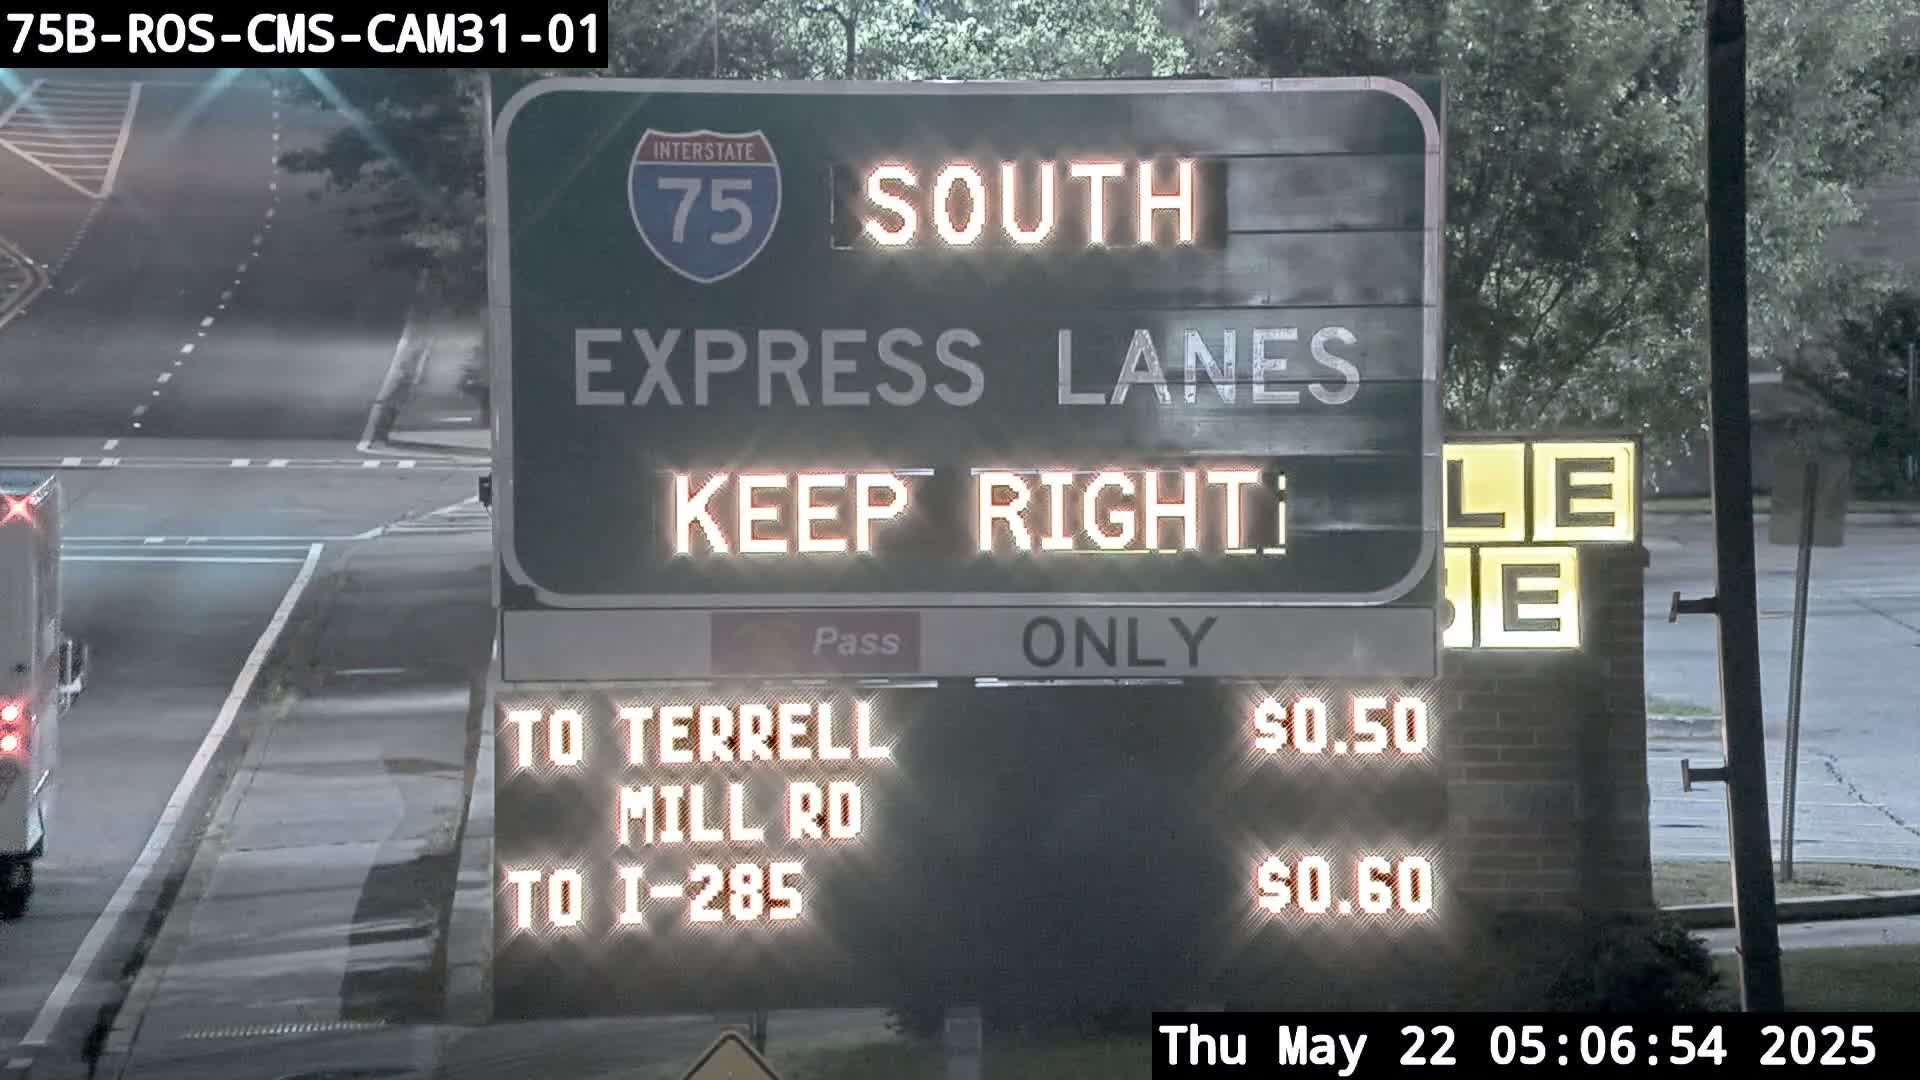 75B-ROS-CMS-CAM31-01
INTERSTATE
75
SOUTH
EXPRESS LANES
KEEP RIGHT
Pass ONLY
LE
E
TO TERRELL $0.50
MILL RD
TO I-285 $0.60
Thu May 22 05:06:54 2025